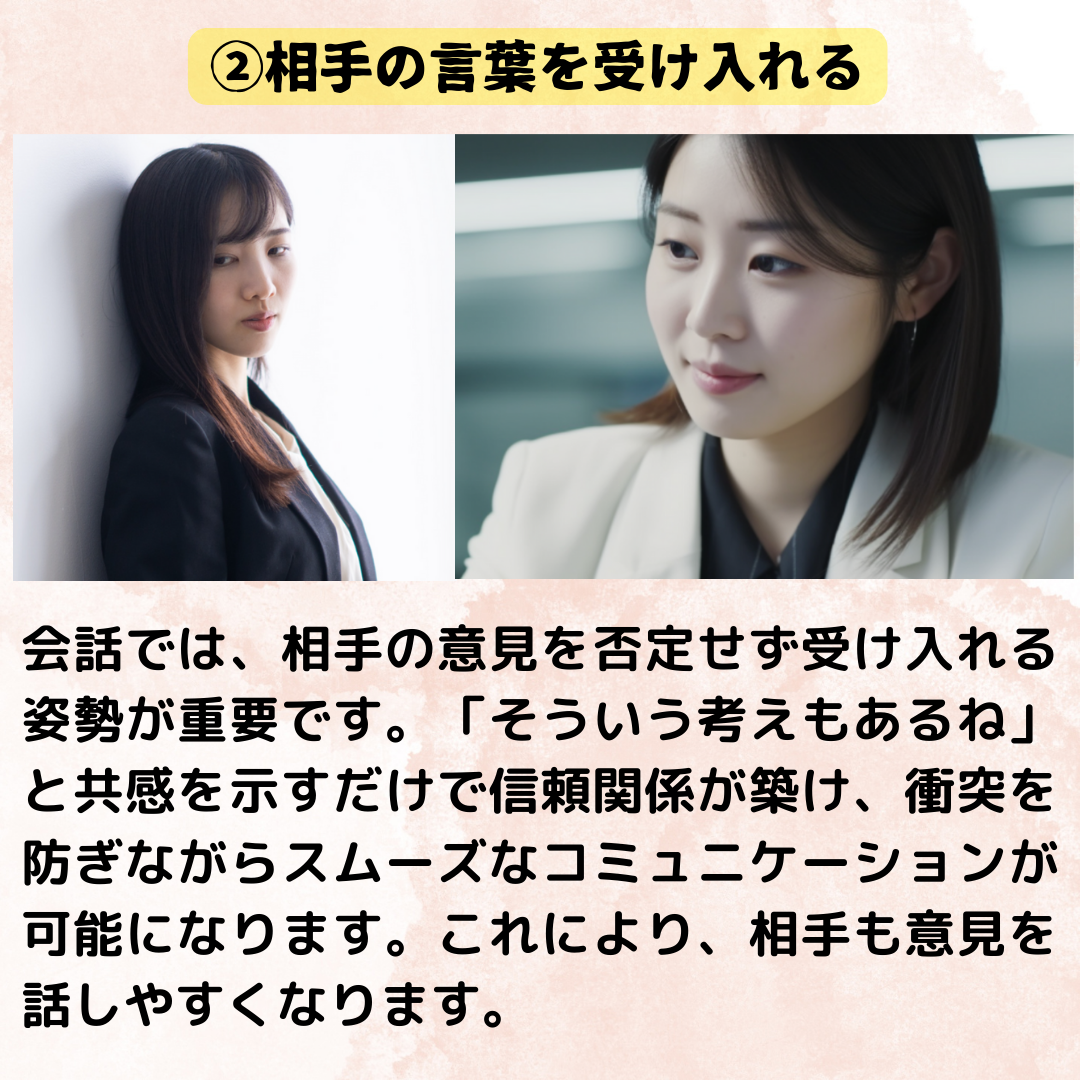 ②相手の言葉を受け入れる
会話では、相手の意見を否定せず受け入れる
姿勢が重要です。「そういう考えもあるね」
と共感を示すだけで信頼関係が築け、衝突を
防ぎながらスムーズなコミュニケーションが
可能になります。これにより、相手も意見を
話しやすくなります。